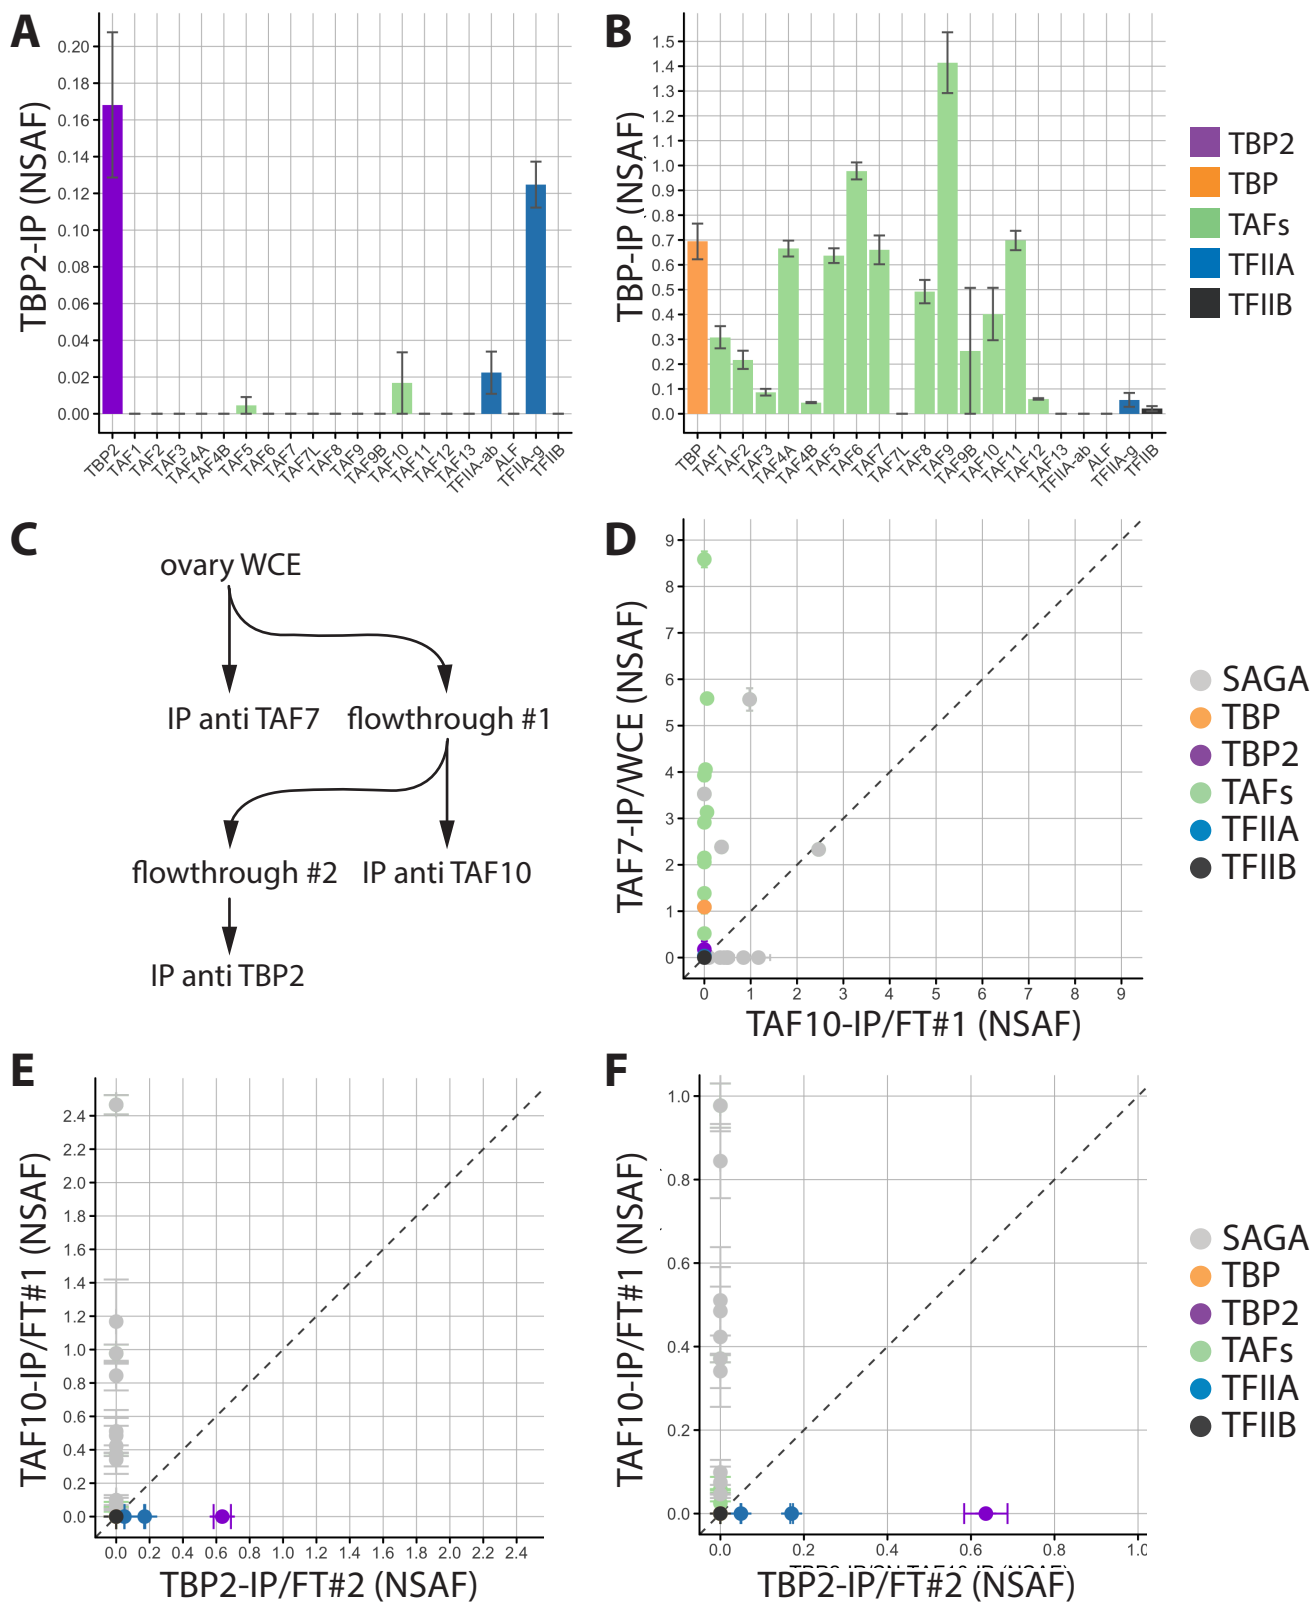 A
TBP2-IP (NSAF)
0.20
0.18
0.16
0.14
0.12
0.10
0.08
0.06
0.04
0.02
0.00
TBP2
TAF1
TAF2
TAF3
TAF4A
TAF4B
TAF5
TAF6
TAF7
TAF7L
TAF8
TAF9
TAF9B
TAF10
TAF11
TAF12
TAF13
TFIIA-ab
ALF
TFIIA-g
TFIIB
B
TBP-IP (NSAF)
1.5
1.4
1.3
1.2
1.1
1.0
0.9
0.8
0.7
0.6
0.5
0.4
0.3
0.2
0.1
0.0
TBP
TAF1
TAF2
TAF3
TAF4A
TAF4B
TAF5
TAF6
TAF7
TAF7L
TAF8
TAF9
TAF9B
TAF10
TAF11
TAF12
TAF13
TFIIA-ab
ALF
TFIIA-g
TFIIB
TBP2
TBP
TAFs
TFIIA
TFIIB
C
ovary WCE
IP anti TAF7 flowthrough #1
flowthrough #2 IP anti TAF10
IP anti TBP2
D
TAF7-IP/WCE (NSAF)
9
8
7
6
5
4
3
2
1
0
0 1 2 3 4 5 6 7 8 9
TAF10-IP/FT#1 (NSAF)
SAGA
TBP
TBP2
TAFs
TFIIA
TFIIB
E
TAF10-IP/FT#1 (NSAF)
2.4
2.2
2.0
1.8
1.6
1.4
1.2
1.0
0.8
0.6
0.4
0.2
0.0
0.0 0.2 0.4 0.6 0.8 1.0 1.2 1.4 1.6 1.8 2.0 2.2 2.4
TBP2-IP/FT#2 (NSAF)
F
TAF10-IP/FT#1 (NSAF)
1.0
0.8
0.6
0.4
0.2
0.0
0.0 0.2 0.4 0.6 0.8 1.0
TBP2-IP/FT#2 (NSAF)
SAGA
TBP
TBP2
TAFs
TFIIA
TFIIB